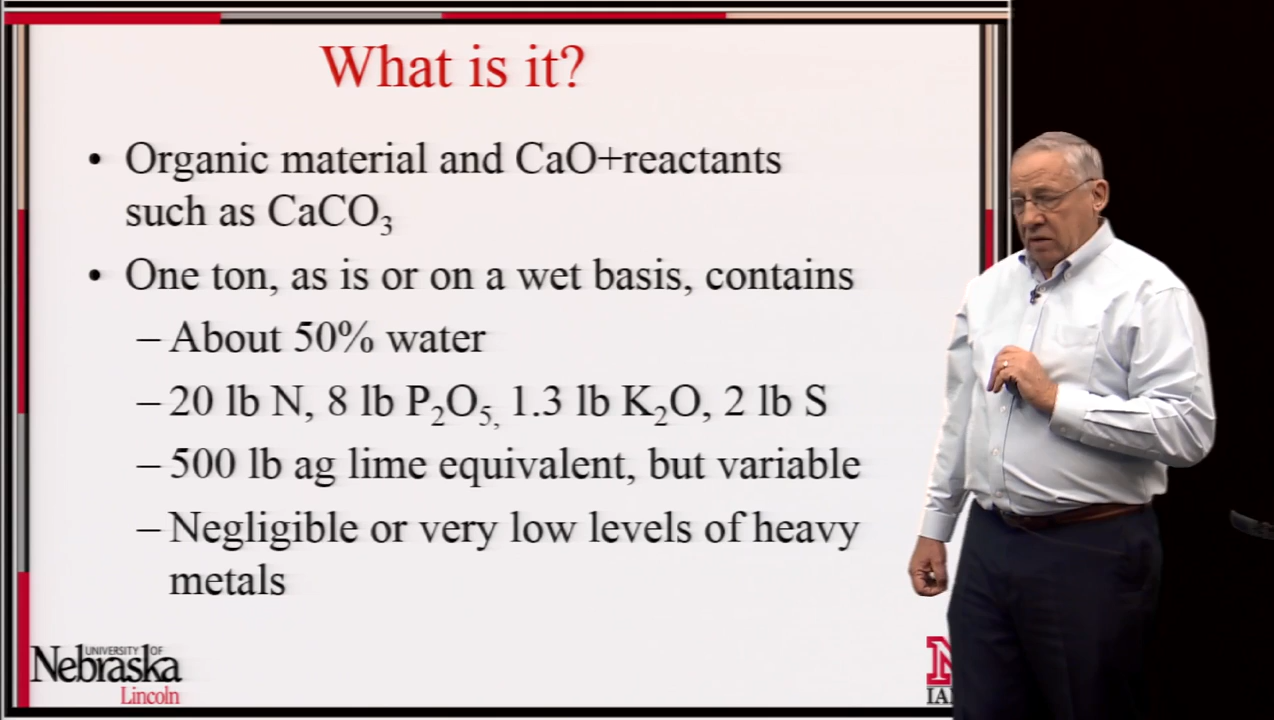 What is it?
• Organic material and CaO+reactants
such as CaCO₃
• One ton, as is or on a wet basis, contains
– About 50% water
– 20 lb N, 8 lb P₂O₅, 1.3 lb K₂O, 2 lb S
– 500 lb ag lime equivalent, but variable
– Negligible or very low levels of heavy
metals
UNIVERSITY OF
Nebraska
Lincoln
N